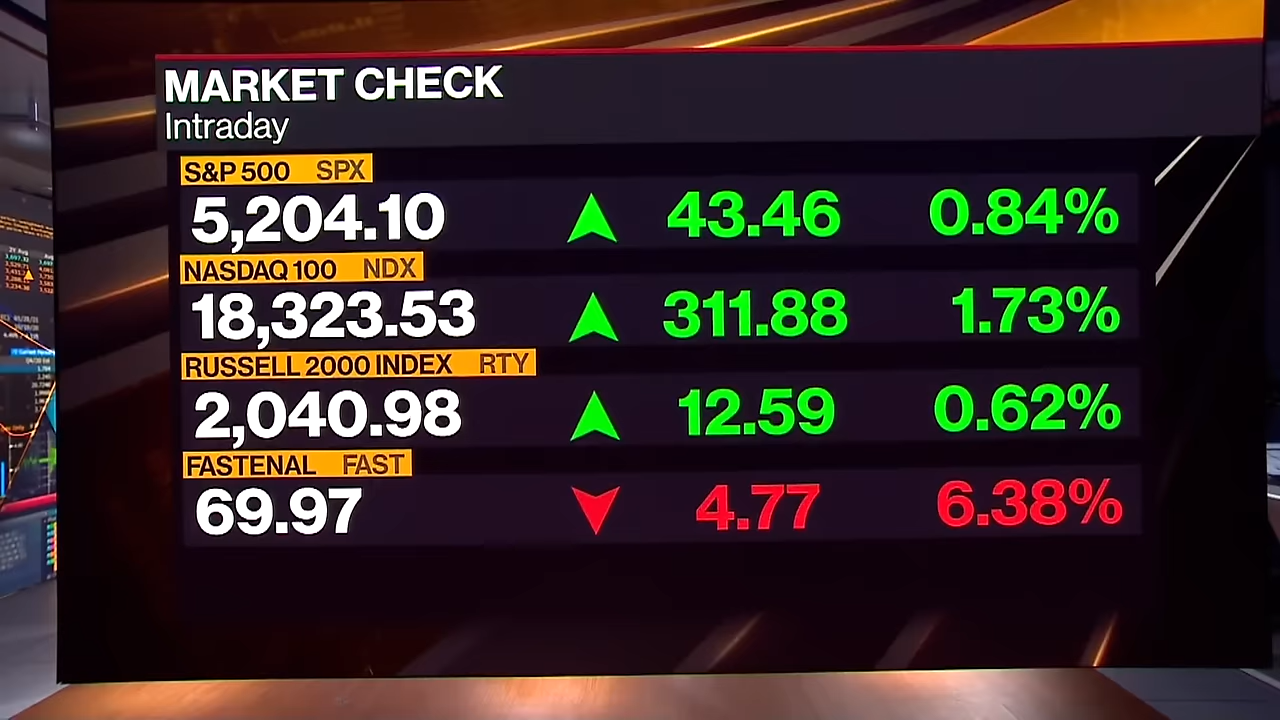 MARKET CHECK
Intraday
S&P 500 SPX
5,204.10 43.46 0.84%
NASDAQ 100 NDX
18,323.53 311.88 1.73%
RUSSELL 2000 INDEX RTY
2,040.98 12.59 0.62%
FASTENAL FAST
69.97 4.77 6.38%